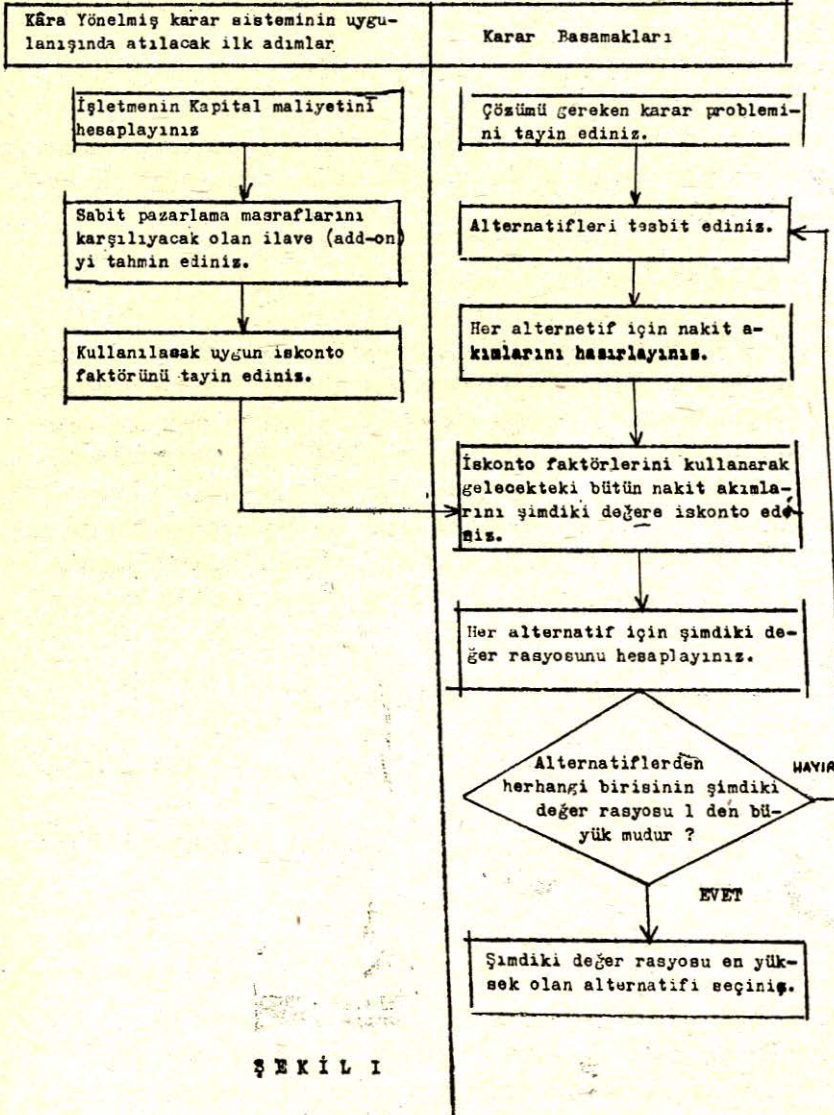 Kâra Yönelmiş karar sisteminin uygu-
lanışında atılacak ilk adımlar
Karar Basamakları
İşletmenin Kapital maliyetini
hesaplayınız
Sabit pazarlama masraflarını
karşılıyacak olan ilave (add-on)
yi tahmin ediniz.
Kullanılacak uygun iskonto
faktörünü tayin ediniz.
Çözümü gereken karar problemi-
ni tayin ediniz.
Alternatifleri tesbit ediniz.
Her alternetif için nakit a-
kımlarını hazırlayınız.
İskonto faktörlerini kullanarak
gelecekteki bütün nakit akımla-
rını şimdiki değere iskonto edi-
niz.
Her alternatif için şimdiki de-
ğer rasyosunu hesaplayınız.
Alternatiflerden
herhangi birisinin şimdiki
değer rasyosu 1 den bü-
yük mudur ?
HAYIR
EVET
Şimdiki değer rasyosu en yük-
sek olan alternatifi seçiniz.
ŞEKİL I